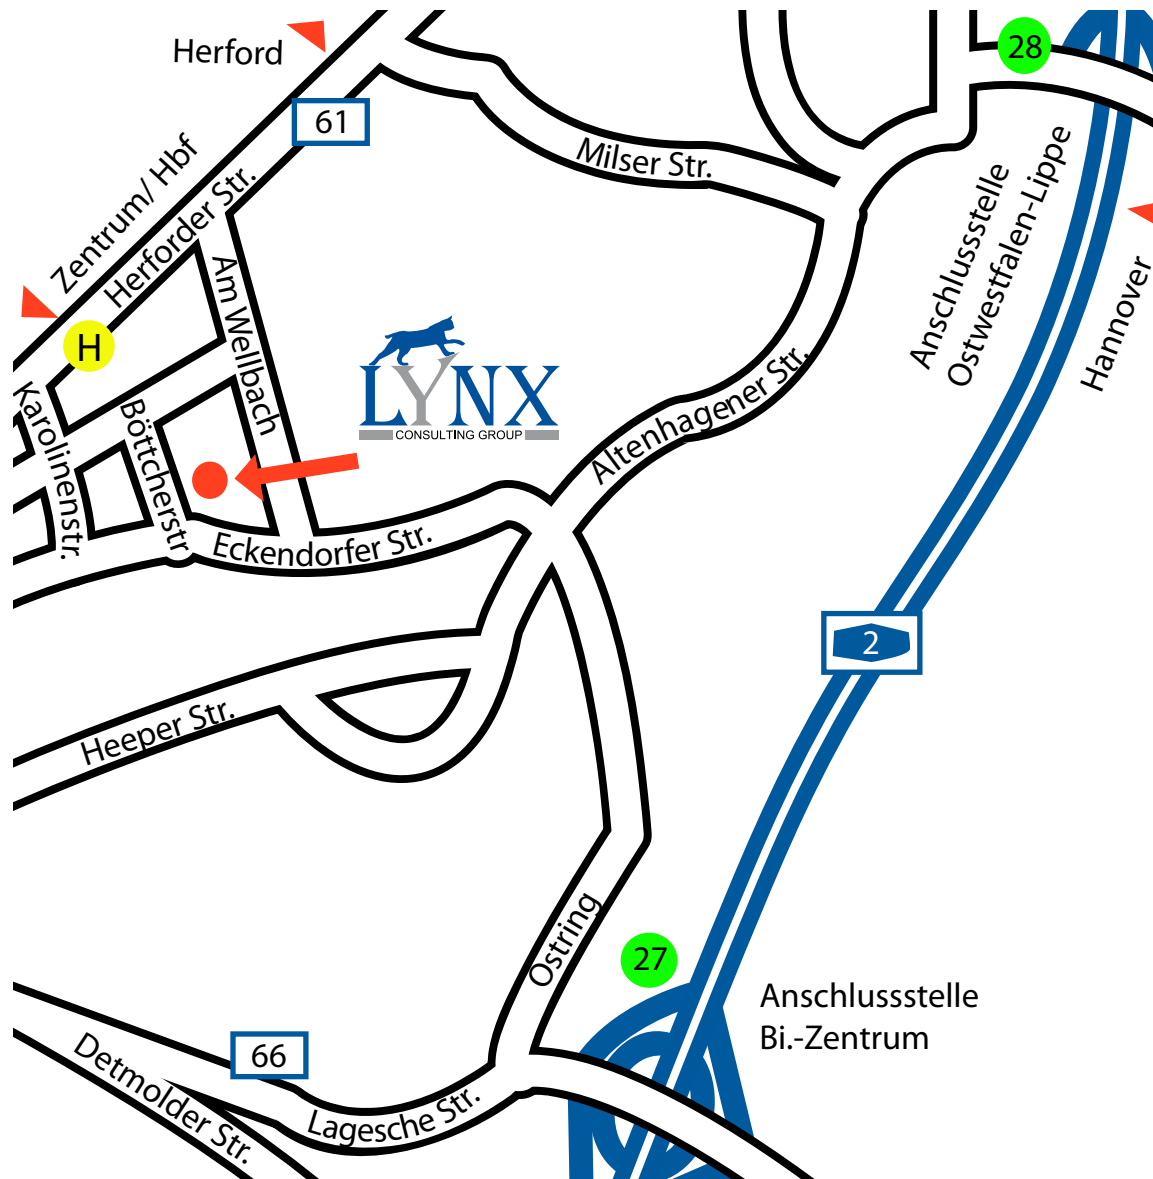 28
Herford
61
Milser Str.
Zentrum/ Hbf
Herforder Str.
Anschlussstelle
Ostwestfalen-Lippe
Hannover
Am Wellbach
H
LYNX
CONSULTING GROUP
Karolinenstr.
Böttcherstr
Altenhagener Str.
Eckendorfer Str.
2
Heeper Str.
Ostring
27
Anschlussstelle
Bi.-Zentrum
66
Detmolder Str.
Lagesche Str.